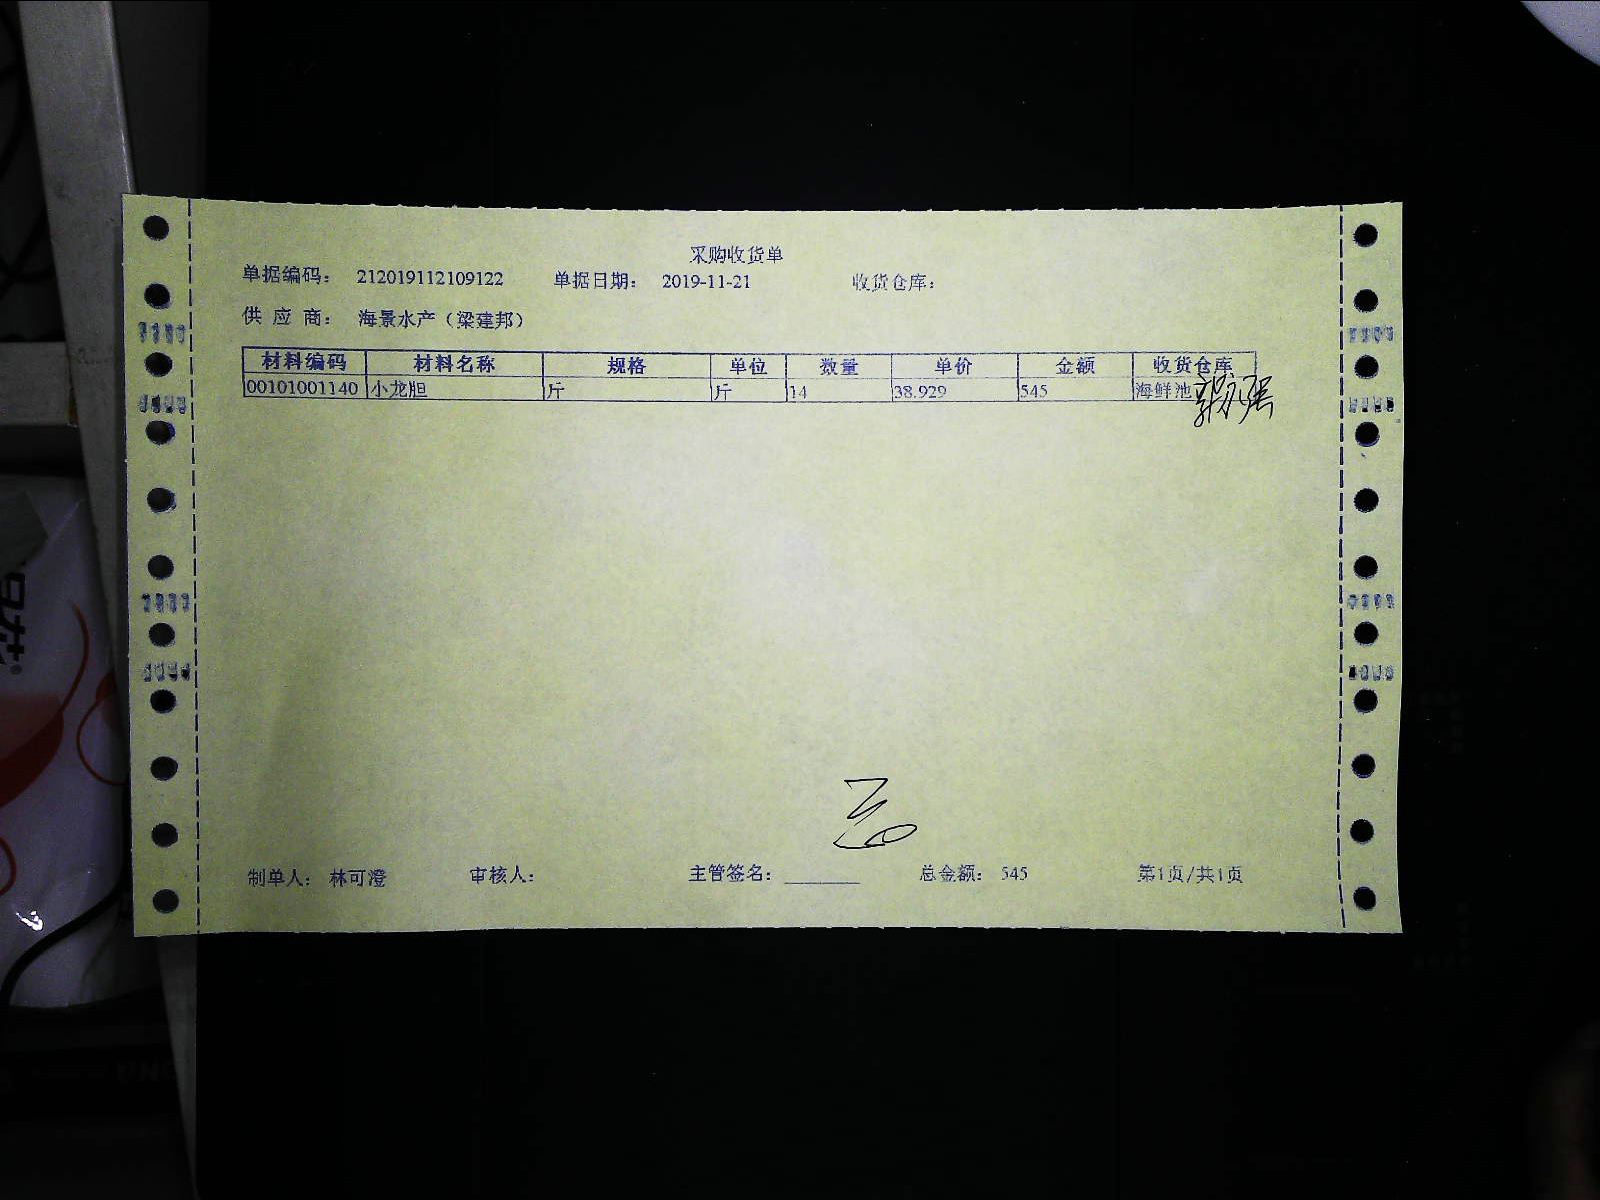 采购收货单
单据编码： 212019112109122 单据日期： 2019-11-21 收货仓库：
供 应 商： 海景水产（梁建邦）
材料编码 材料名称 规格 单位 数量 单价 金额 收货仓库
00101001140 小龙胆 斤 斤 14 38.929 545 海鲜池
制单人： 林可澄 审核人： 主管签名： 总金额： 545 第1页/共1页